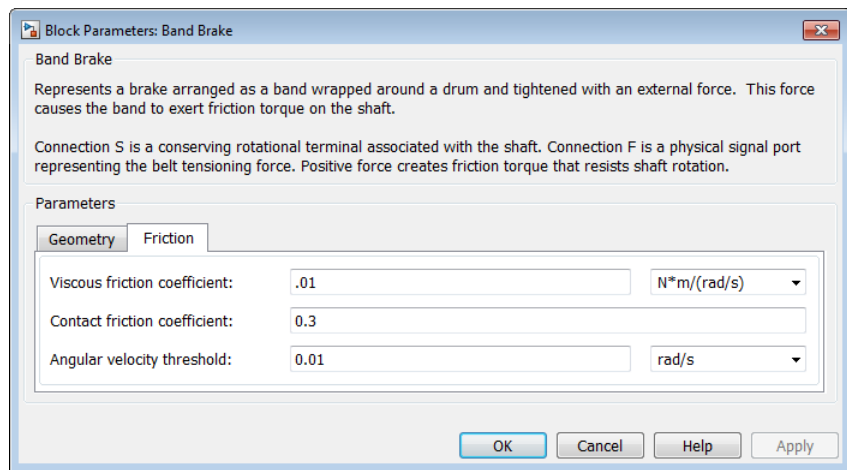 Block Parameters: Band Brake
Band Brake
Represents a brake arranged as a band wrapped around a drum and tightened with an external force.  This force
causes the band to exert friction torque on the shaft.
Connection S is a conserving rotational terminal associated with the shaft. Connection F is a physical signal port
representing the belt tensioning force. Positive force creates friction torque that resists shaft rotation.
Parameters
Geometry Friction
Viscous friction coefficient: .01 N*m/(rad/s)
Contact friction coefficient: 0.3
Angular velocity threshold: 0.01 rad/s
OK Cancel Help Apply